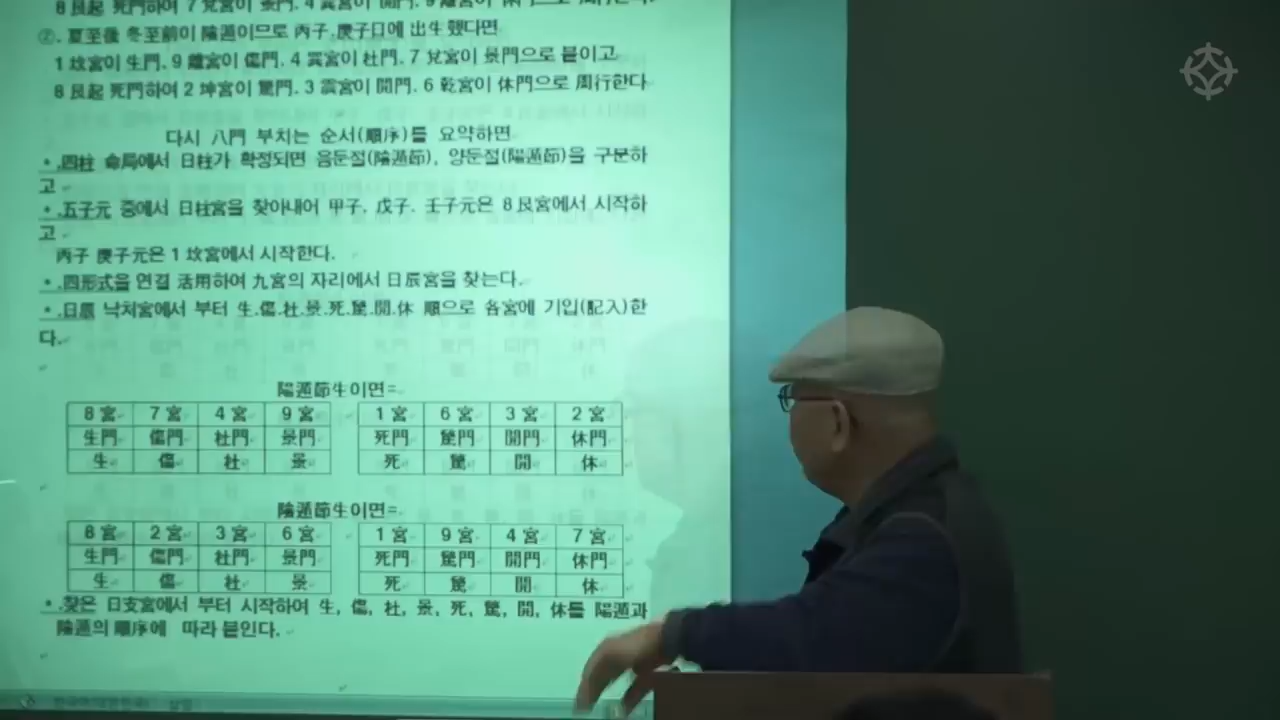 8 艮起 死門하여 7 兌宮이 景門, 4 巽宮이 開門, 9 離宮이 休門으로 周行한다.
②. 夏至後 冬至前이 陰遁이므로 丙子.庚子日에 出生 했다면
1 坎宮이 生門, 9 離宮이 傷門, 4 巽宮이 杜門, 7 兌宮이 景門으로 붙이고
8 艮起 死門하여 2 坤宮이 驚門, 3 震宮이 開門, 6 乾宮이 休門으로 周行한다
다시 八門 부치는 순서(順序)를 요약하면
*.四柱 命局에서 日柱가 확정되면 음둔절(陰遁節), 양둔절(陽遁節)을 구분하
고
*.五子元 중에서 日柱宮을 찾아내어 甲子, 戊子, 壬子元은 8 艮宮에서 시작하
고
丙子 庚子元은 1 坎宮에서 시작한다.
*.四形式을 연결 活用하여 九宮의 자리에서 日辰宮을 찾는다.
*.日辰 낙처宮에서 부터 生.傷.杜.景.死.驚.開.休 順으로 各宮에 기입(記入)한
다.
陽遁節生이면=
8 宮 7 宮 4 宮 9 宮 1 宮 6 宮 3 宮 2 宮
生門 傷門 杜門 景門 死門 驚門 開門 休門
生 傷 杜 景 死 驚 開 休
陰遁節生이면=
8 宮 2 宮 3 宮 6 宮 1 宮 9 宮 4 宮 7 宮
生門 傷門 杜門 景門 死門 驚門 開門 休門
生 傷 杜 景 死 驚 開 休
*.찾은 日支宮에서 부터 시작하여 生, 傷, 杜, 景, 死, 驚, 開, 休를 陽遁과
陰遁의 順序에 따라 붙인다.